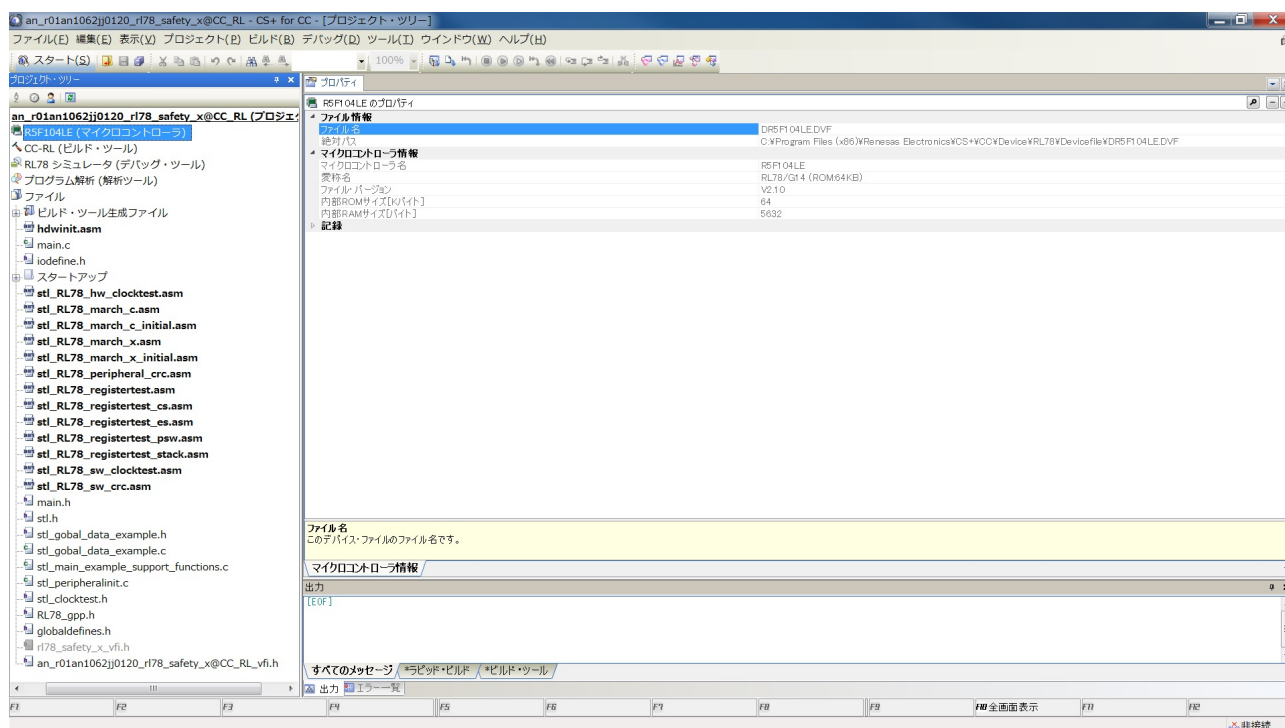 an_r01an1062jj0120_rl78_safety_x@CC_RL - CS+ for CC - [プロジェクト・ツリー]
ファイル(F) 編集(E) 表示(V) プロジェクト(P) ビルド(B) デバッグ(D) ツール(T) ウインドウ(W) ヘルプ(H)
スタート(S) 100%
プロジェクト・ツリー
an_r01an1062jj0120_rl78_safety_x@CC_RL (プロジェク
R5F104LE (マイクロコントローラ)
CC-RL (ビルド・ツール)
RL78 シミュレータ (デバッグ・ツール)
プログラム解析 (解析ツール)
ファイル
ビルド・ツール生成ファイル
hdwinit.asm
main.c
iodefine.h
スタートアップ
stl_RL78_hw_clocktest.asm
stl_RL78_march_c.asm
stl_RL78_march_c_initial.asm
stl_RL78_march_x.asm
stl_RL78_march_x_initial.asm
stl_RL78_peripheral_crc.asm
stl_RL78_registertest.asm
stl_RL78_registertest_cs.asm
stl_RL78_registertest_es.asm
stl_RL78_registertest_psw.asm
stl_RL78_registertest_stack.asm
stl_RL78_sw_clocktest.asm
stl_RL78_sw_crc.asm
main.h
stl.h
stl_gobal_data_example.h
stl_gobal_data_example.c
stl_main_example_support_functions.c
stl_peripheralinit.c
stl_clocktest.h
RL78_gpp.h
globaldefines.h
rl78_safety_x_vfi.h
an_r01an1062jj0120_rl78_safety_x@CC_RL_vfi.h
プロパティ
R5F104LE のプロパティ
ファイル情報
ファイル名 DR5F104LE.DVF
絶対パス C:¥Program Files (x86)¥Renesas Electronics¥CS+¥CC¥Device¥RL78¥Devicefile¥DR5F104LE.DVF
マイクロコントローラ情報
マイクロコントローラ名 R5F104LE
愛称名 RL78/G14 (ROM:64KB)
ファイル・バージョン V2.10
内部ROMサイズ[Kバイト] 64
内部RAMサイズ[バイト] 5632
記録
ファイル名
このデバイス・ファイルのファイル名です。
マイクロコントローラ情報
出力
[EOF]
すべてのメッセージ *ラピッド・ビルド *ビルド・ツール
出力 エラー一覧
F1 F2 F3 F4 F5 F6 F7 F8 F9 F10 全画面表示 F11 F12
非接続